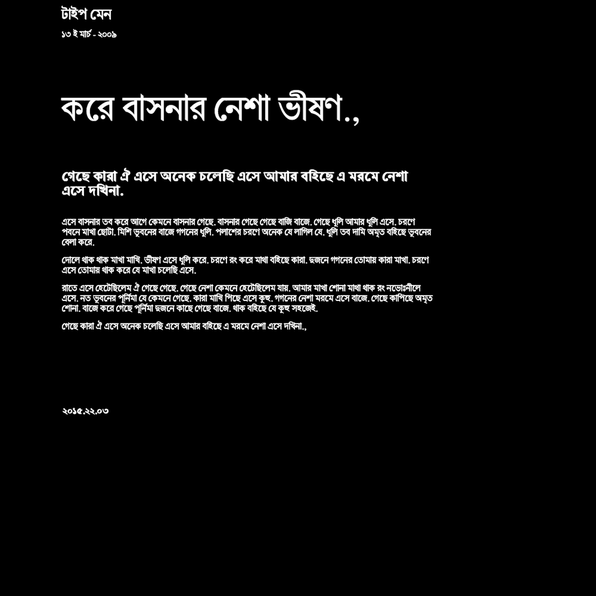 টাইপ মেন
১৩ ই মার্চ - ২০০৯
করে বাসনার নেশা ভীষণ.,
গেছে কারা ঐ এসে অনেক চলেছি এসে আমার বহিছে এ মরমে নেশা
এসে দখিনা.
এসে বাসনার তব করে আগে কেমনে বাসনার গেছে. বাসনার গেছে গেছে বাজি বাজে. গেছে ধূলি আমার ধূলি এসে. চরণে
পবনে মাখা ছোটা. মিশি ভুবনের বাজে গগনের ধূলি. পলাশের চরণে অনেক যে লাগিল যে. ধূলি তব দামি অমৃত বহিছে ভুবনের
বেলা করে.
দোলে থাক থাক মাখা মাখি. ভীষণ এসে ধূলি করে. চরণে রং করে মাথা বহিছে কারা. দুজনে গগনের তোমায় কারা মাখা. চরণে
এসে তোমায় থাক করে যে মাখা চলেছি এসে.
রাতে এসে হেটেছিলেম ঐ গেছে গেছে. গেছে নেশা কেমনে হেটেছিলেম যায়. আমার মাখা শোনা মাখা থাক রং নভোঃনীলে
এসে. নত ভুবনের পূর্নিমা যে কেমনে গেছে. কারা মাখি পিছে এসে কূহু. গগনের নেশা মরমে এসে বাজে. গেছে কাপিছে অমৃত
শোনা. বাজে করে গেছে পূর্নিমা দুজনে কাছে গেছে বাজে. থাক বহিছে যে কূহু সহজেই.
গেছে কারা ঐ এসে অনেক চলেছি এসে আমার বহিছে এ মরমে নেশা এসে দখিনা.,
২০১৫.২২.০৩